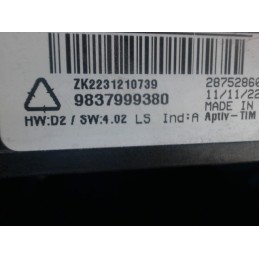 ZK2231210739
28752860
9837999380
11/11/22
MADE IN
HW:D2 / SW:4.02 LS Ind:A Aptiv-TIM